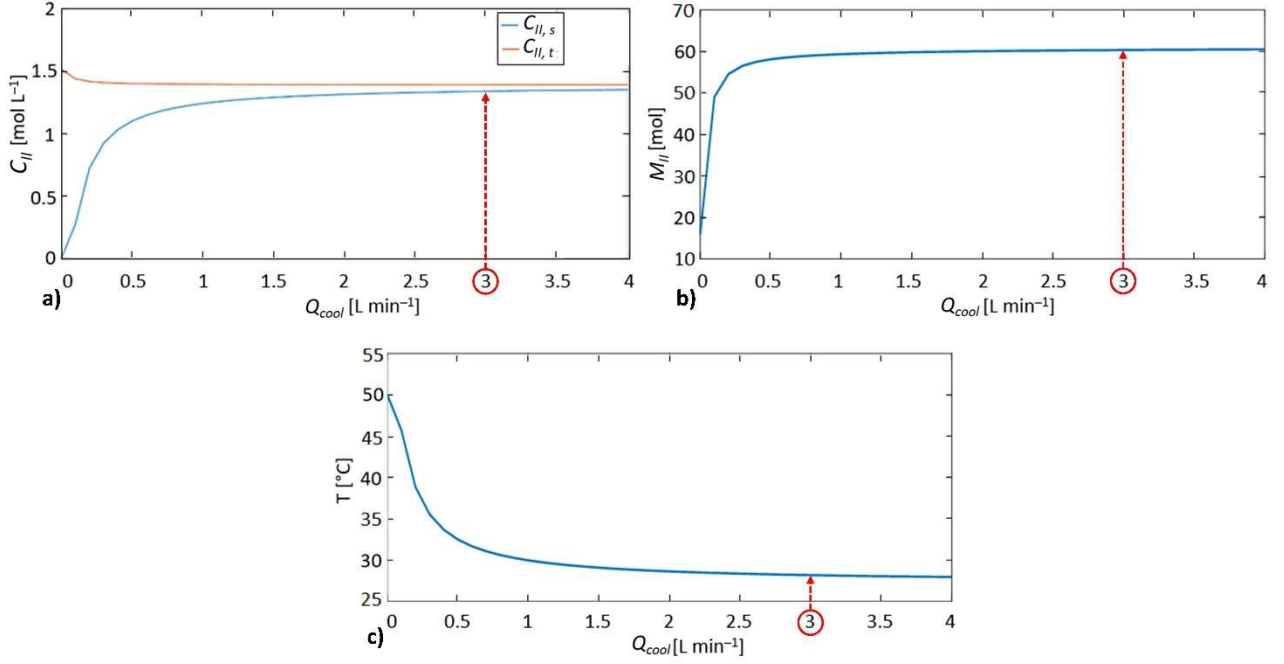 2
1.5
1
0.5
0
C_II [mol L⁻¹]
C_II, s
C_II, t
0 0.5 1 1.5 2 2.5 3 3.5 4
a)
Q_cool [L min⁻¹]
70
60
50
40
30
20
10
M_II [mol]
0 0.5 1 1.5 2 2.5 3 3.5 4
b)
Q_cool [L min⁻¹]
55
50
45
40
35
30
25
T [°C]
0 0.5 1 1.5 2 2.5 3 3.5 4
c)
Q_cool [L min⁻¹]